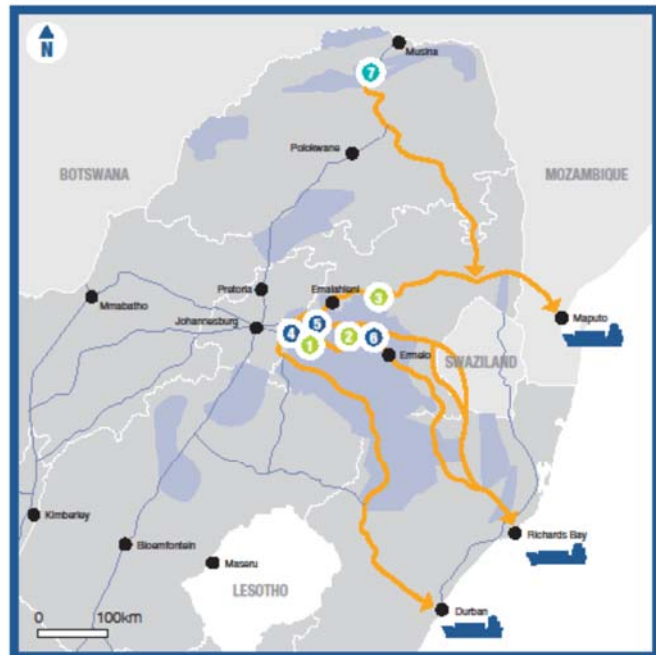 N
Musina
7
Polokwane
BOTSWANA
MOZAMBIQUE
Pretoria
Emalahleni
3
Mmabatho
Johannesburg
4
5
1
2
6
Ermelo
SWAZILAND
Maputo
Kimberley
Bloemfontein
Maseru
Richards Bay
LESOTHO
Durban
0
100km